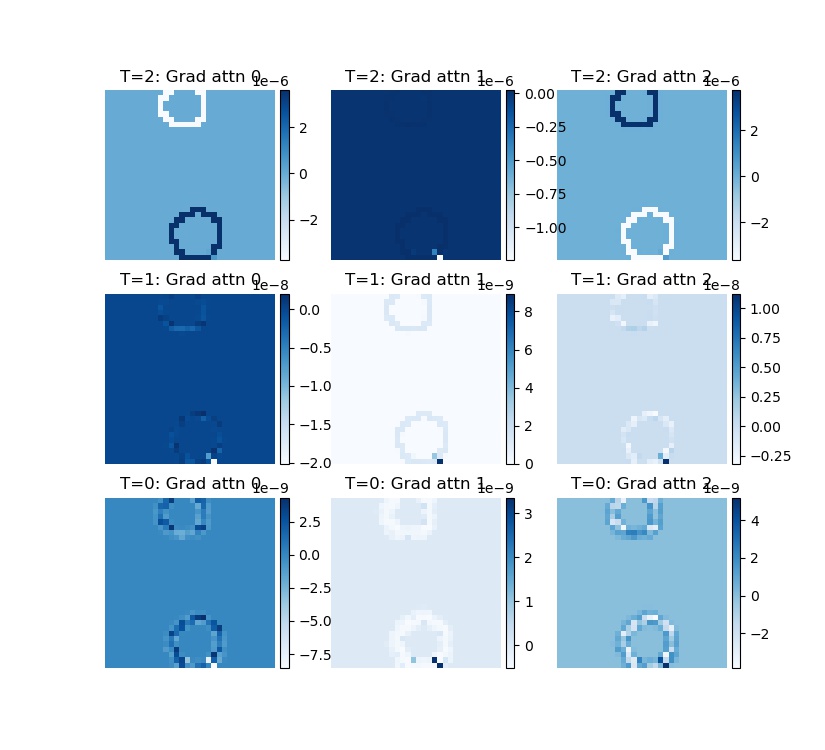 T=2: Grad attn 0
1e−6
2
0
−2
T=2: Grad attn 1
1e−6
0.00
−0.25
−0.50
−0.75
−1.00
T=2: Grad attn 2
1e−6
2
0
−2
T=1: Grad attn 0
1e−8
0.0
−0.5
−1.0
−1.5
−2.0
T=1: Grad attn 1
1e−9
8
6
4
2
0
T=1: Grad attn 2
1e−8
1.00
0.75
0.50
0.25
0.00
−0.25
T=0: Grad attn 0
1e−9
2.5
0.0
−2.5
−5.0
−7.5
T=0: Grad attn 1
1e−9
3
2
1
0
T=0: Grad attn 2
1e−9
4
2
0
−2